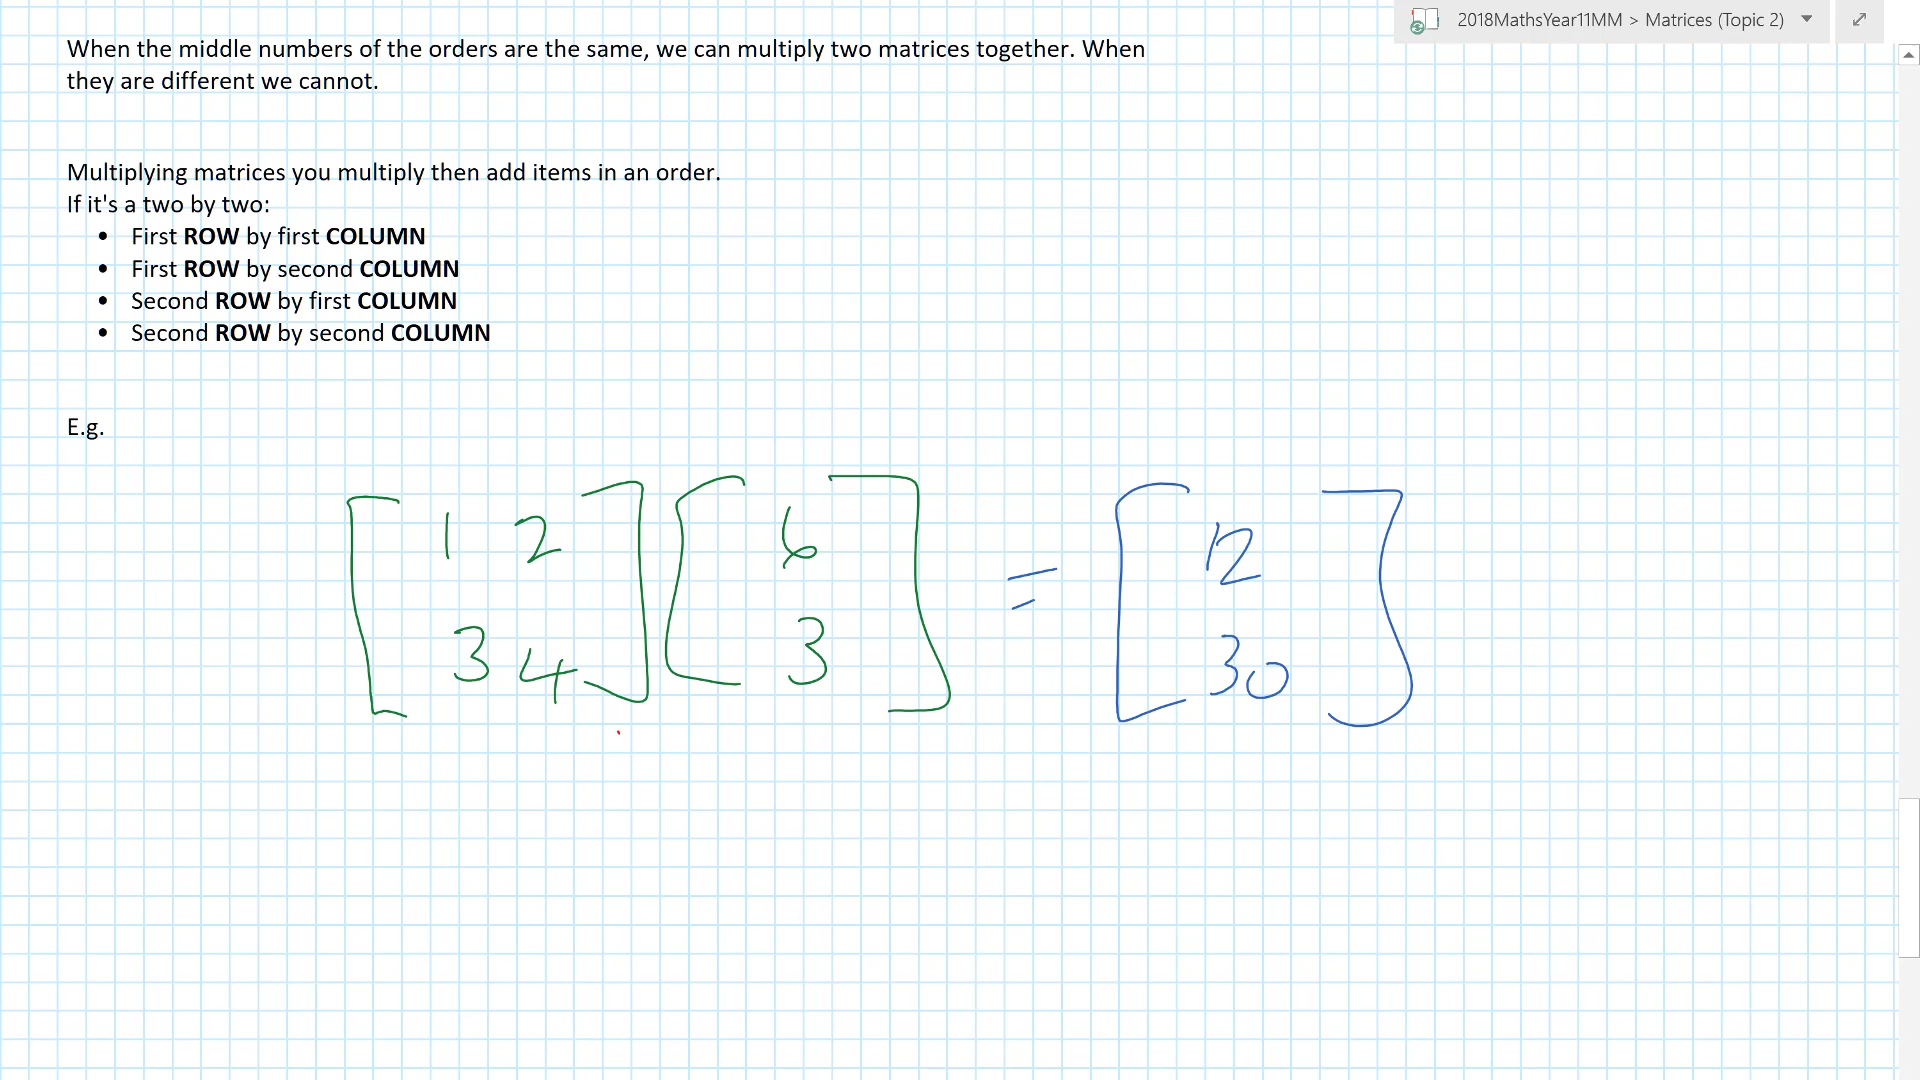 2018MathsYear11MM > Matrices (Topic 2)
When the middle numbers of the orders are the same, we can multiply two matrices together. When
they are different we cannot.
Multiplying matrices you multiply then add items in an order.
If it's a two by two:
• First ROW by first COLUMN
• First ROW by second COLUMN
• Second ROW by first COLUMN
• Second ROW by second COLUMN
E.g.
1 2 6 = 12
3 4 3 30